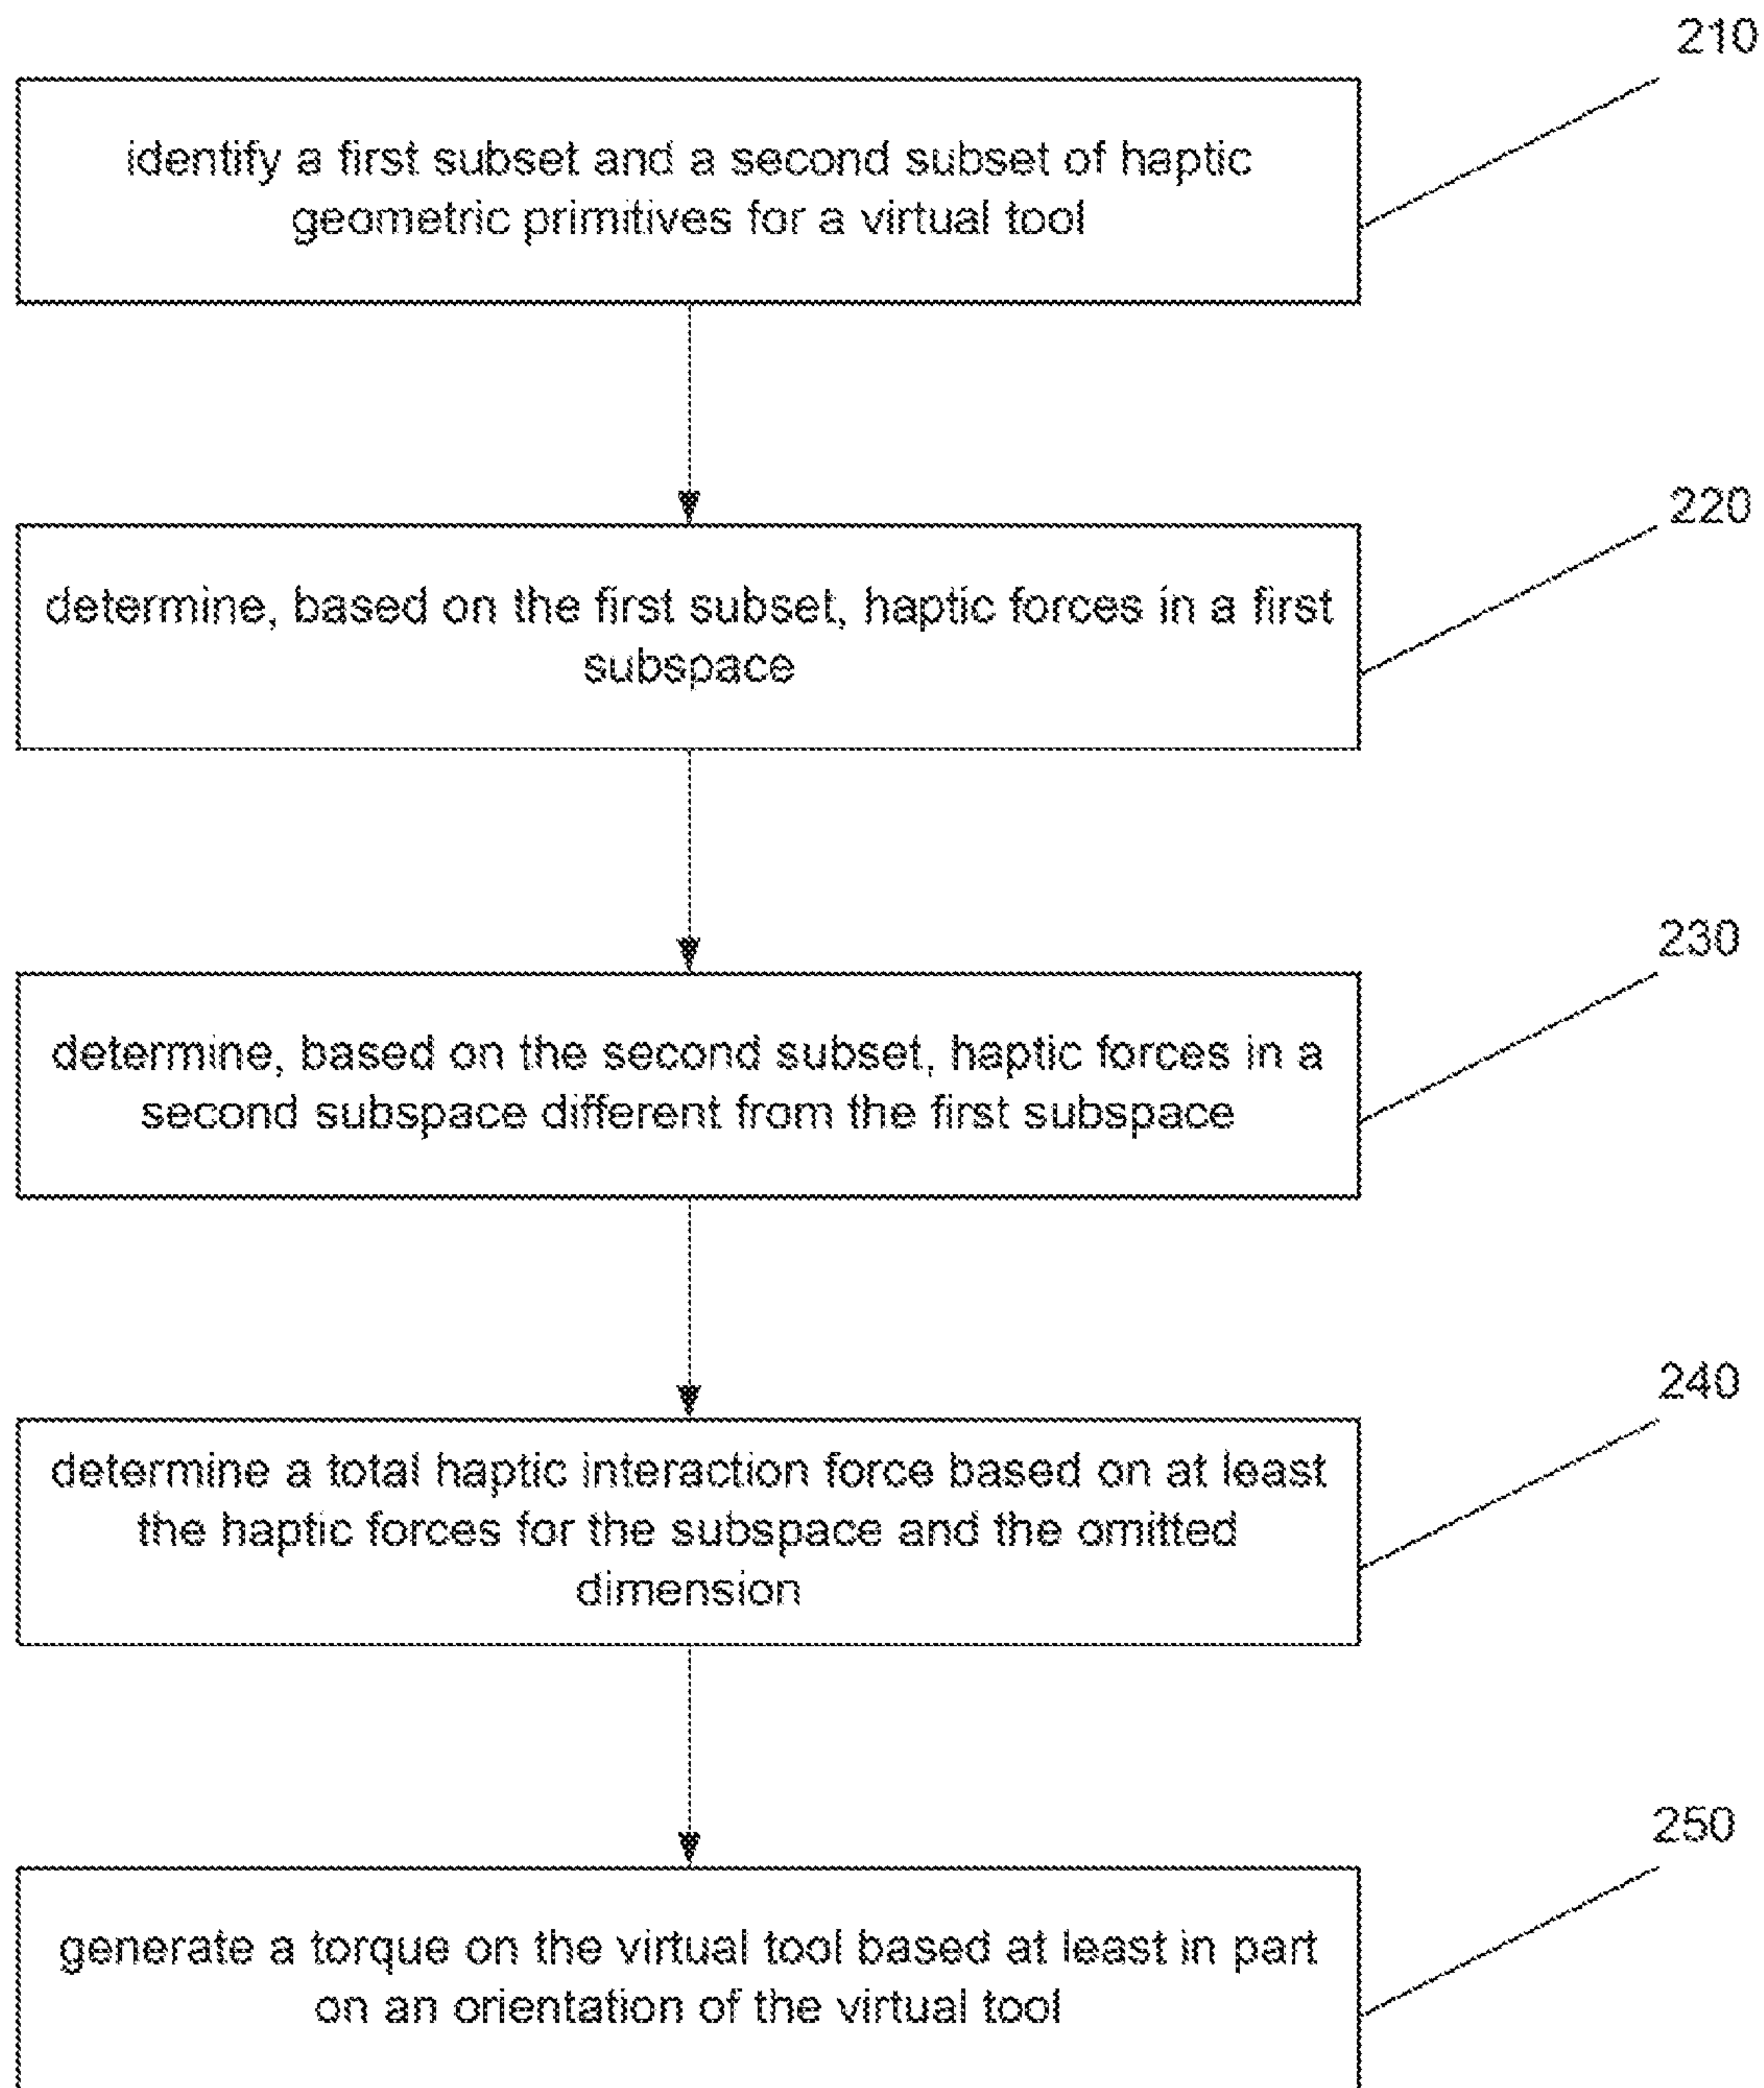 210
identify a first subset and a second subset of haptic
geometric primitives for a virtual tool
220
determine, based on the first subset, haptic forces in a first
subspace
230
determine, based on the second subset, haptic forces in a
second subspace different from the first subspace
240
determine a total haptic interaction force based on at least
the haptic forces for the subspace and the omitted
dimension
250
generate a torque on the virtual tool based at least in part
on an orientation of the virtual tool